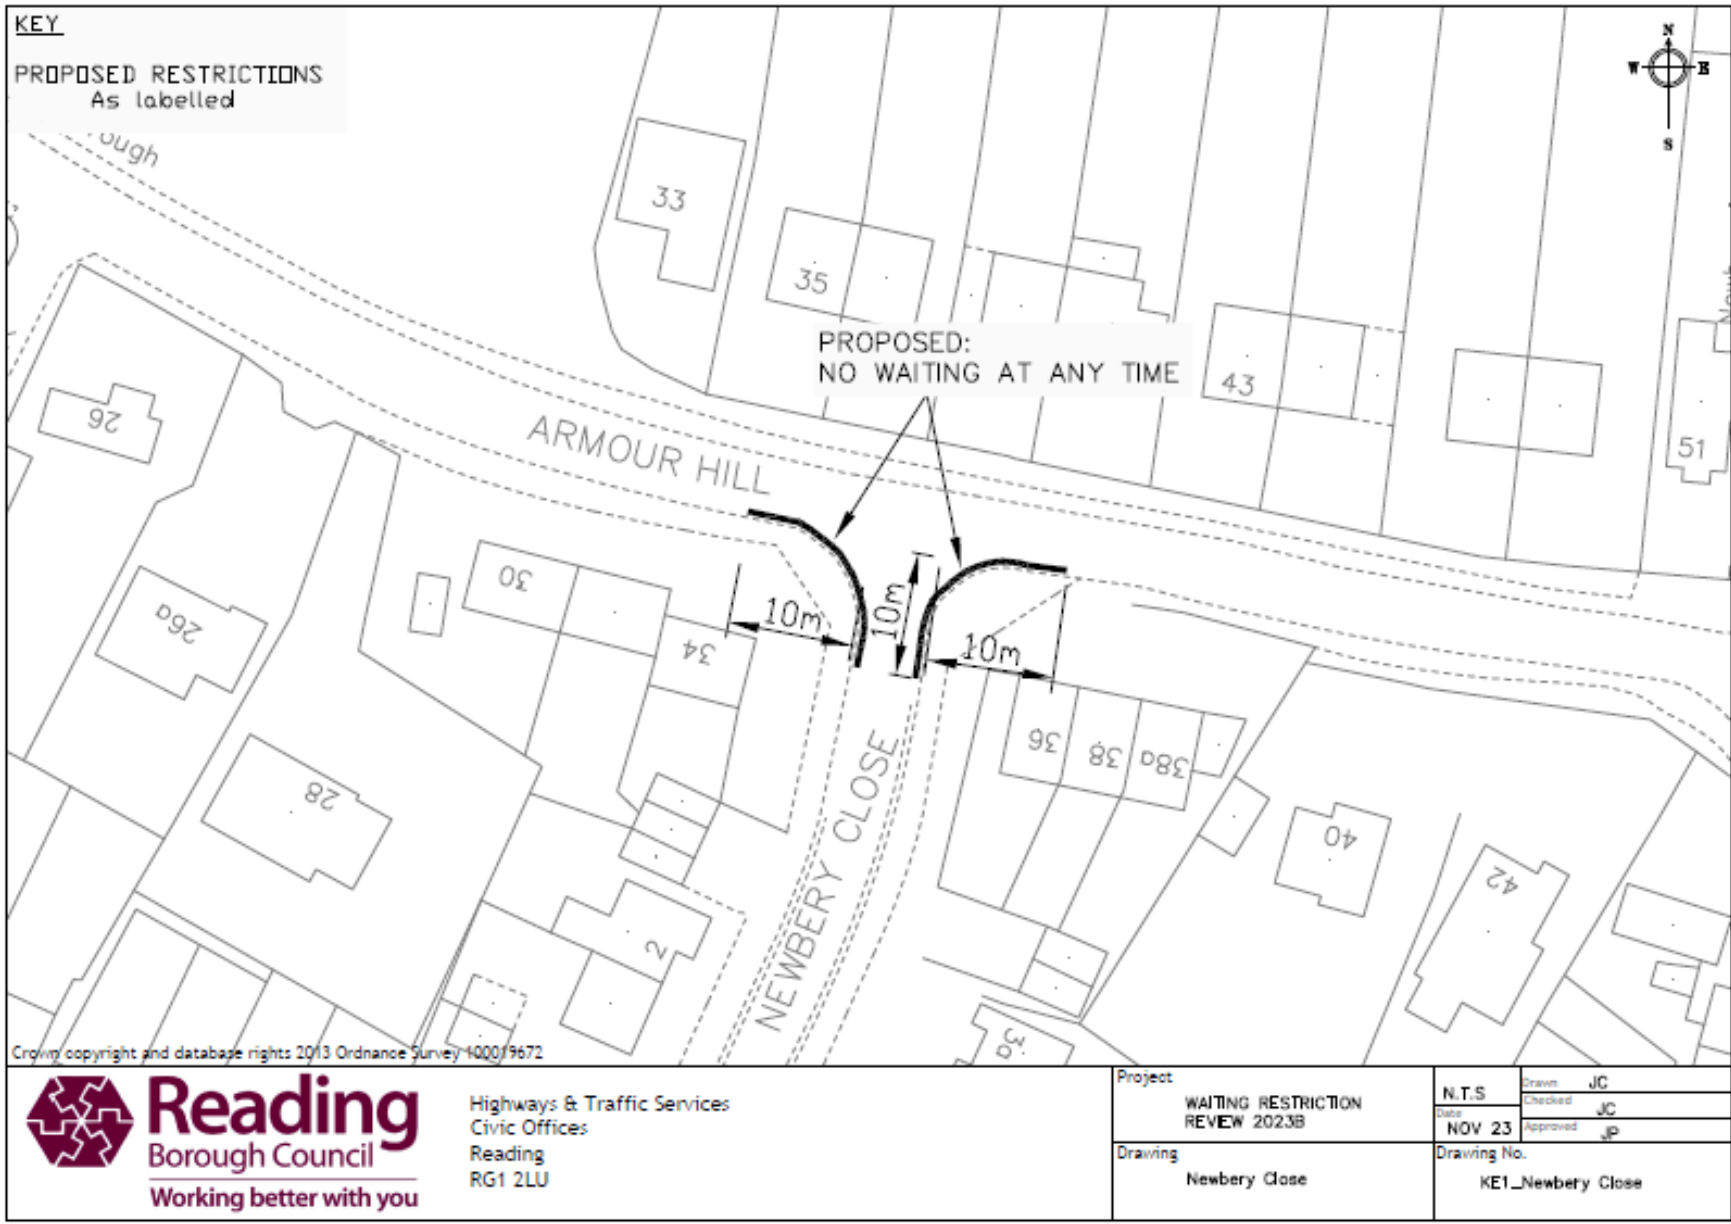 KEY
PROPOSED RESTRICTIONS
As labelled
N
W
E
S
ough
33
35
PROPOSED:
NO WAITING AT ANY TIME
43
51
26
ARMOUR HILL
30
26a
34
10m
10m
10m
36
38
38a
28
40
42
NEWBERY CLOSE
2
3a
Crown copyright and database rights 2013 Ordnance Survey 100019672
Reading
Borough Council
Working better with you
Highways & Traffic Services
Civic Offices
Reading
RG1 2LU
Project
WAITING RESTRICTION
REVIEW 2023B
Drawing
Newbery Close
N.T.S
Date
NOV 23
Drawn JC
Checked JC
Approved JP
Drawing No.
KE1_Newbery Close